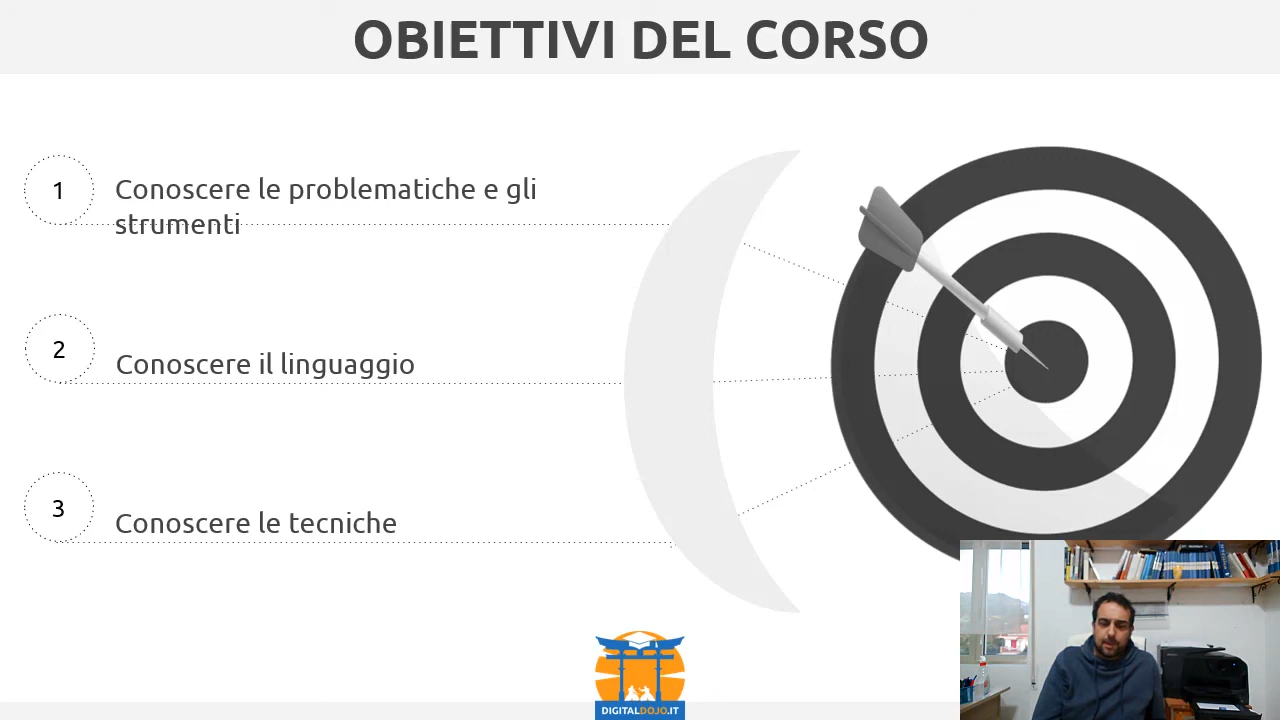 OBIETTIVI DEL CORSO
1
Conoscere le problematiche e gli
strumenti
2
Conoscere il linguaggio
3
Conoscere le tecniche
DIGITALDOJO.IT